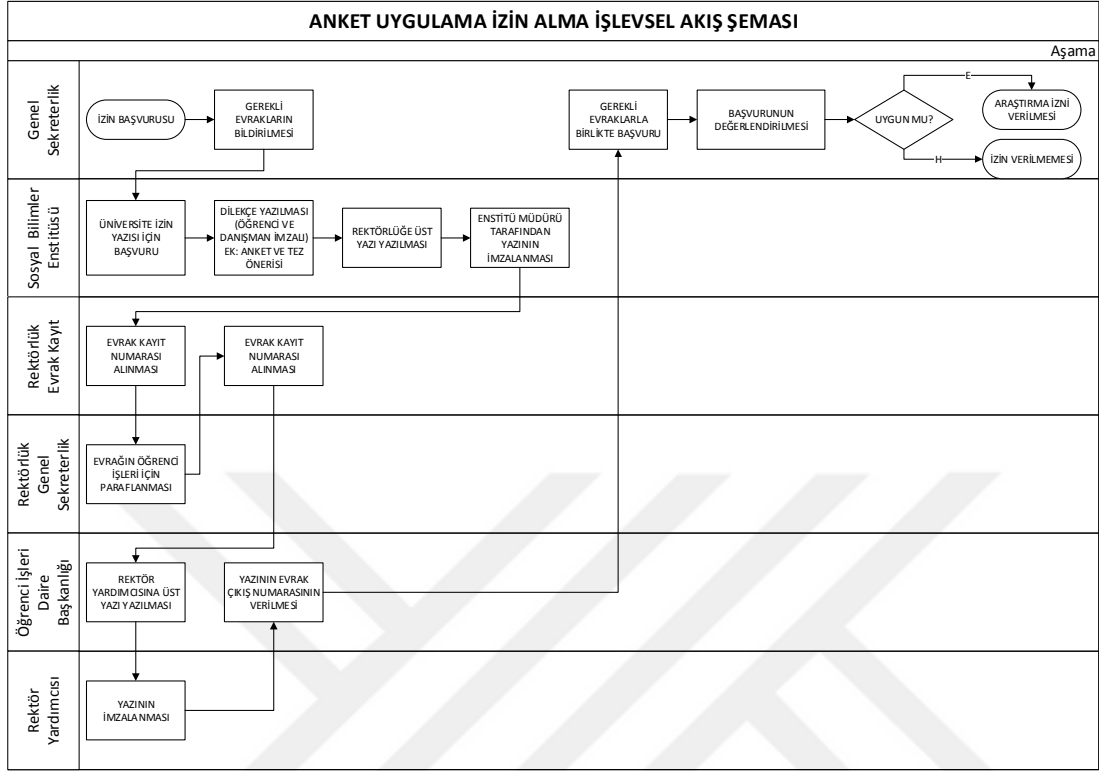 ANKET UYGULAMA İZİN ALMA İŞLEVSEL AKIŞ ŞEMASI
Aşama
Genel
Sekreterlik
İZİN BAŞVURUSU
GEREKLİ
EVRAKLARIN
BİLDİRİLMESİ
GEREKLİ
EVRAKLARLA
BİRLİKTE BAŞVURU
BAŞVURUNUN
DEĞERLENDİRİLMESİ
UYGUN MU?
E
ARAŞTIRMA İZNİ
VERİLMESİ
H
İZİN VERİLMEMESİ
Sosyal Bilimler
Enstitüsü
ÜNİVERSİTE İZİN
YAZISI İÇİN
BAŞVURU
DİLEKÇE YAZILMASI
(ÖĞRENCİ VE
DANIŞMAN İMZALI)
EK: ANKET VE TEZ
ÖNERİSİ
REKTÖRLÜĞE ÜST
YAZI YAZILMASI
ENSTİTÜ MÜDÜRÜ
TARAFINDAN
YAZININ
İMZALANMASI
Rektörlük
Evrak Kayıt
EVRAK KAYIT
NUMARASI
ALINMASI
EVRAK KAYIT
NUMARASI
ALINMASI
Rektörlük
Genel
Sekreterlik
EVRAĞIN ÖĞRENCİ
İŞLERİ İÇİN
PARAFLANMASI
Öğrenci İşleri
Daire
Başkanlığı
REKTÖR
YARDIMCISINA ÜST
YAZI YAZILMASI
YAZININ EVRAK
ÇIKIŞ NUMARASININ
VERİLMESİ
Rektör
Yardımcısı
YAZININ
İMZALANMASI